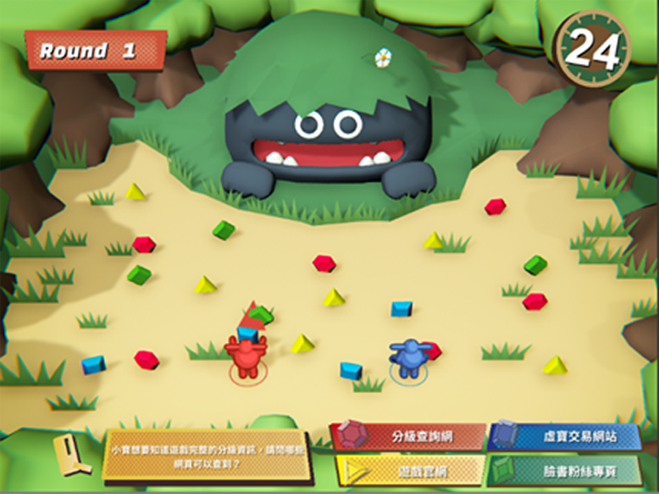 Round 1
24
小寶想要知道遊戲完整的分級資訊，請問哪些
網頁可以查到？
分級查詢網
虛寶交易網站
遊戲官網
臉書粉絲專頁